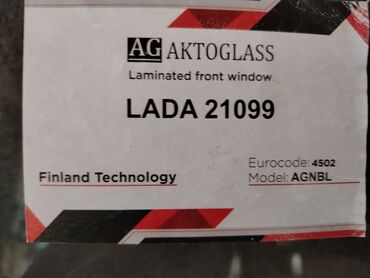 AG AKTOGLASS
Laminated front window
LADA 21099
Eurocode: 4502
Finland Technology
Model: AGNBL